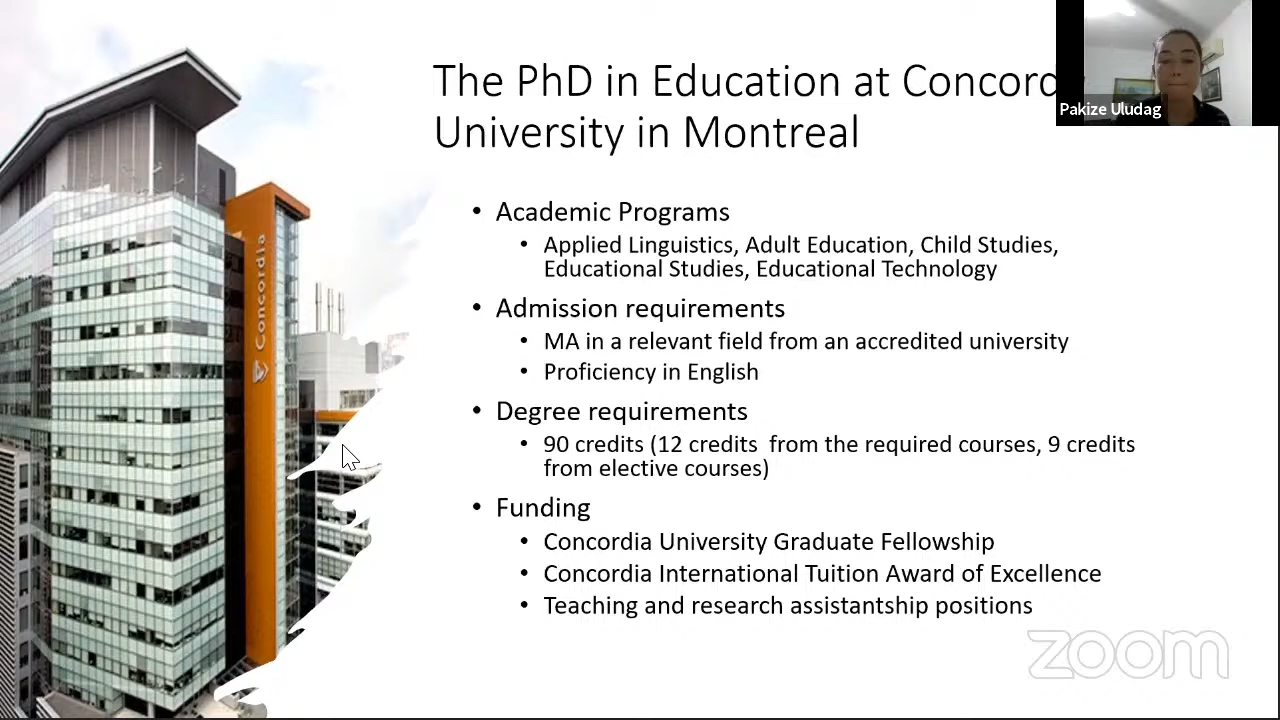 The PhD in Education at Concord
University in Montreal
Pakize Uludag
• Academic Programs
• Applied Linguistics, Adult Education, Child Studies,
Educational Studies, Educational Technology
• Admission requirements
• MA in a relevant field from an accredited university
• Proficiency in English
• Degree requirements
• 90 credits (12 credits from the required courses, 9 credits
from elective courses)
• Funding
• Concordia University Graduate Fellowship
• Concordia International Tuition Award of Excellence
• Teaching and research assistantship positions
Concordia
zoom